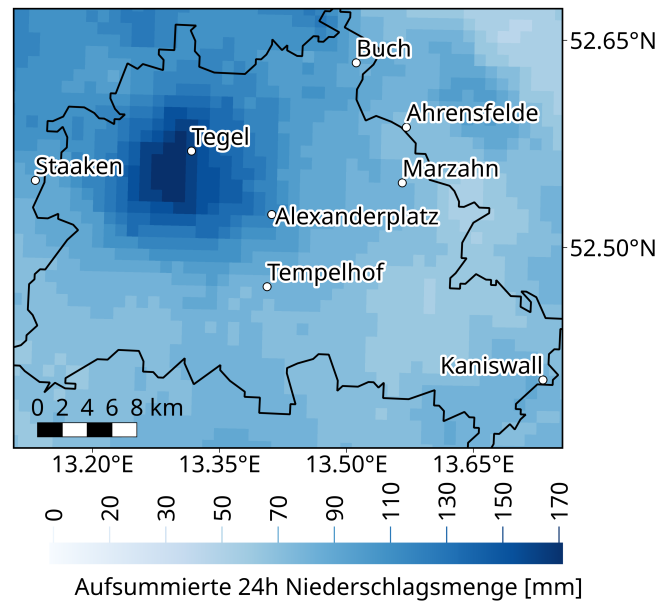 52.65°N
Buch
Ahrensfelde
Tegel
Staaken
Marzahn
Alexanderplatz
52.50°N
Tempelhof
Kaniswall
0 2 4 6 8 km
13.20°E 13.35°E 13.50°E 13.65°E
0 20 30 50 70 90 110 130 150 170
Aufsummierte 24h Niederschlagsmenge [mm]